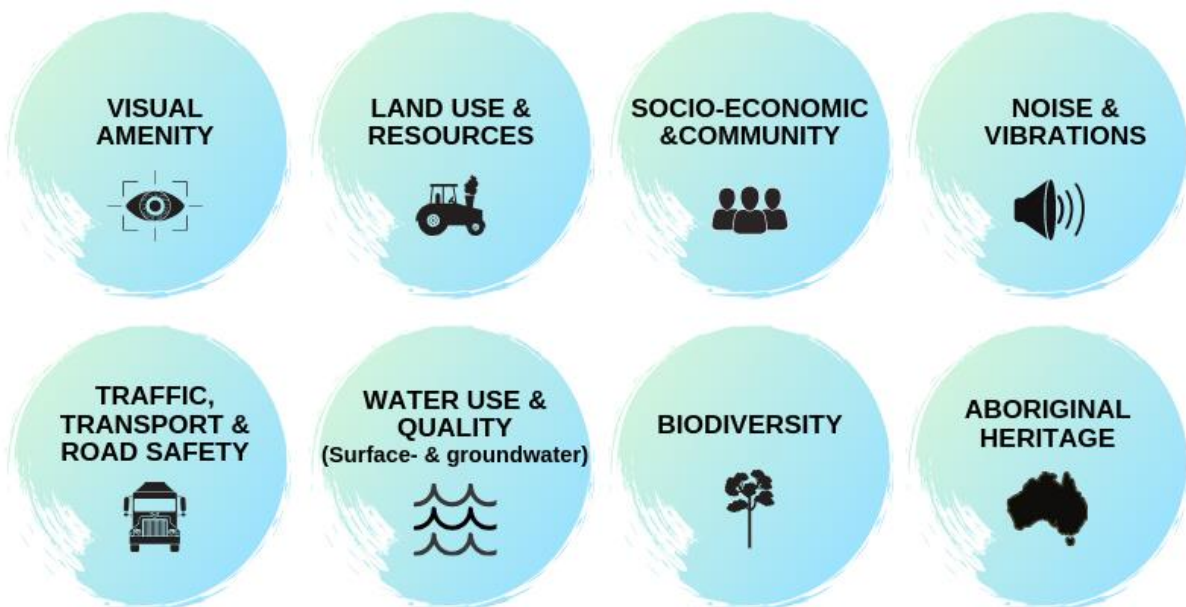 VISUAL
AMENITY
LAND USE &
RESOURCES
SOCIO-ECONOMIC
&COMMUNITY
NOISE &
VIBRATIONS
TRAFFIC,
TRANSPORT &
ROAD SAFETY
WATER USE &
QUALITY
(Surface- & groundwater)
BIODIVERSITY
ABORIGINAL
HERITAGE